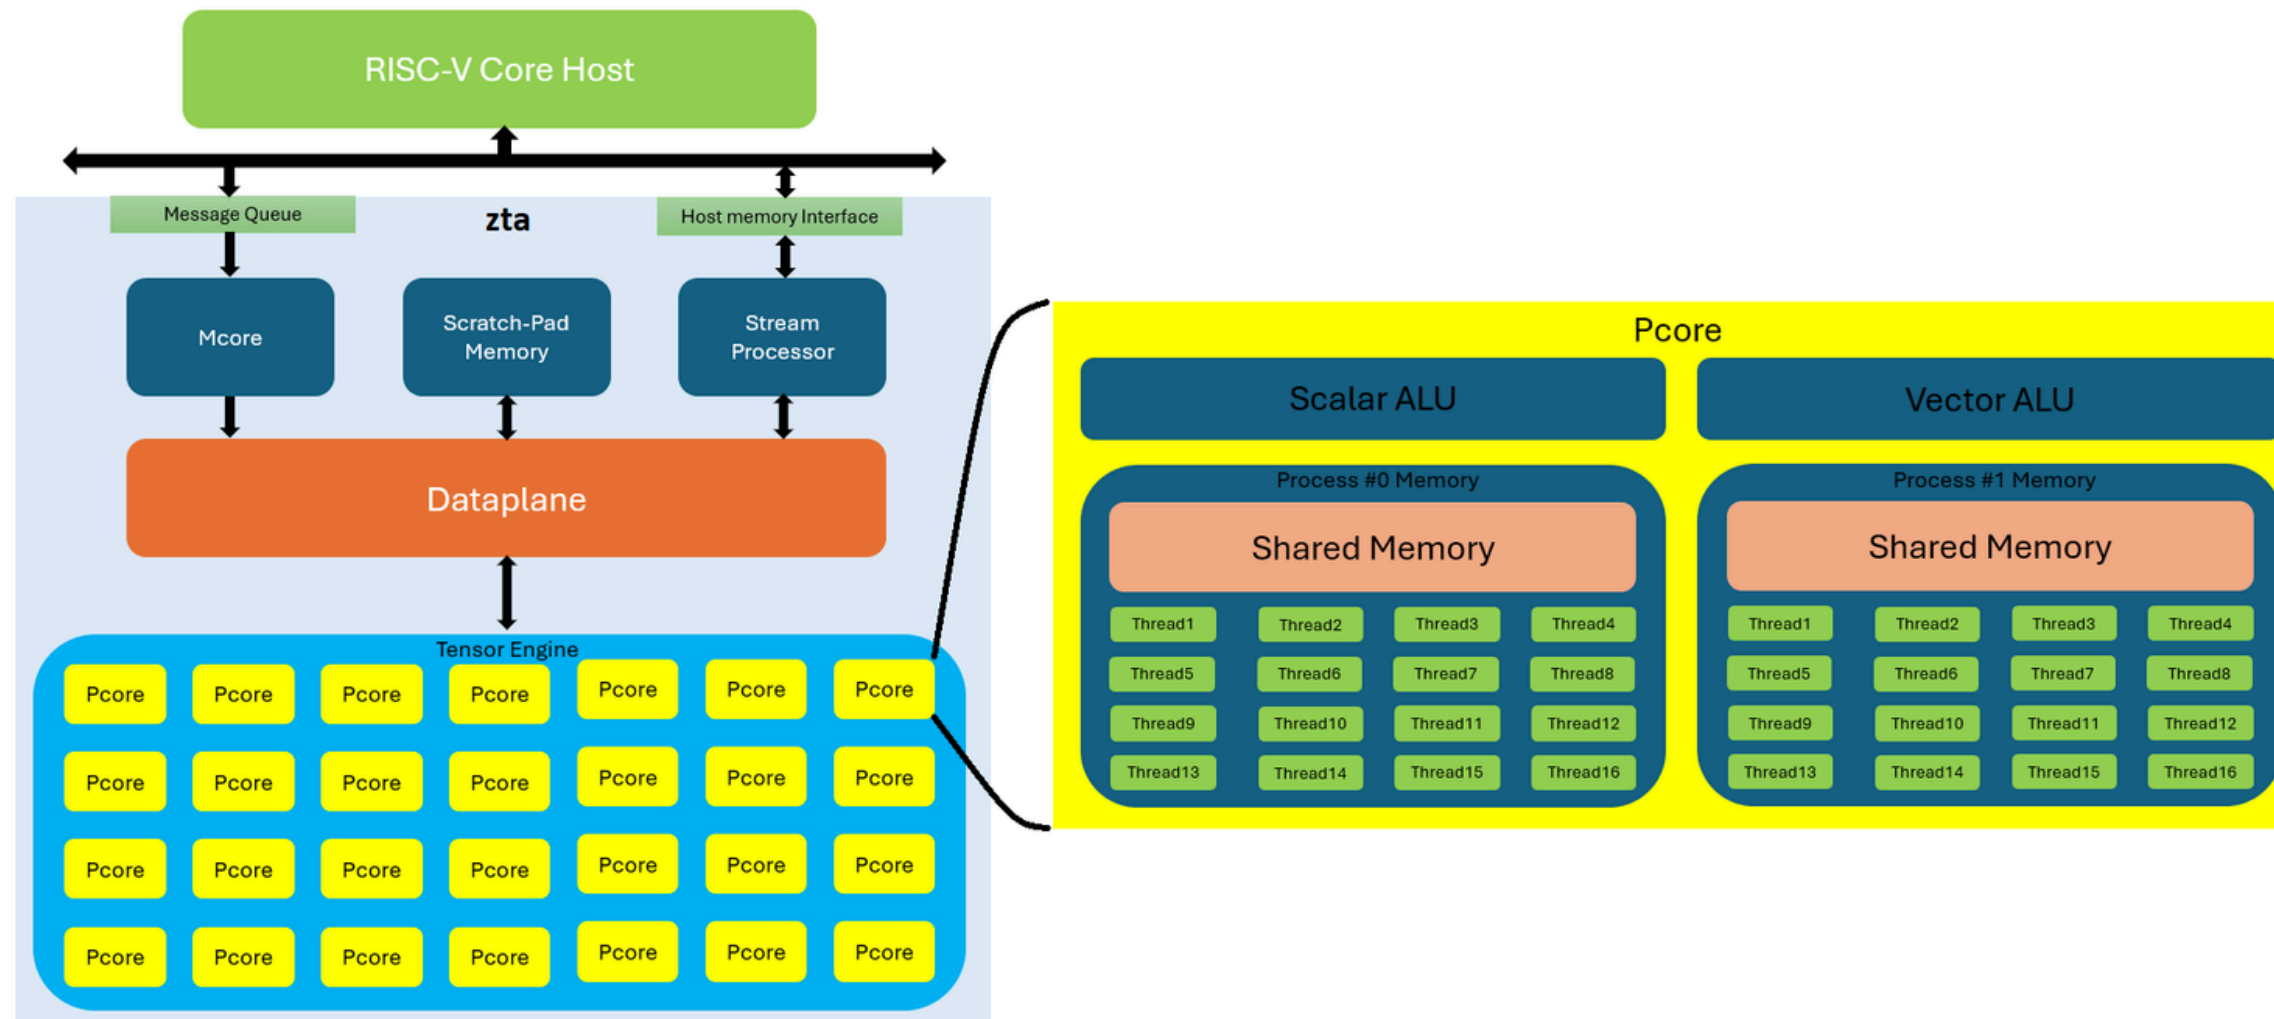 RISC-V Core Host
Message Queue
zta
Host memory Interface
Mcore
Scratch-Pad
Memory
Stream
Processor
Dataplane
Tensor Engine
Pcore Pcore Pcore Pcore Pcore Pcore Pcore
Pcore Pcore Pcore Pcore Pcore Pcore Pcore
Pcore Pcore Pcore Pcore Pcore Pcore Pcore
Pcore Pcore Pcore Pcore Pcore Pcore Pcore
Pcore
Scalar ALU
Vector ALU
Process #0 Memory
Shared Memory
Thread1 Thread2 Thread3 Thread4
Thread5 Thread6 Thread7 Thread8
Thread9 Thread10 Thread11 Thread12
Thread13 Thread14 Thread15 Thread16
Process #1 Memory
Shared Memory
Thread1 Thread2 Thread3 Thread4
Thread5 Thread6 Thread7 Thread8
Thread9 Thread10 Thread11 Thread12
Thread13 Thread14 Thread15 Thread16